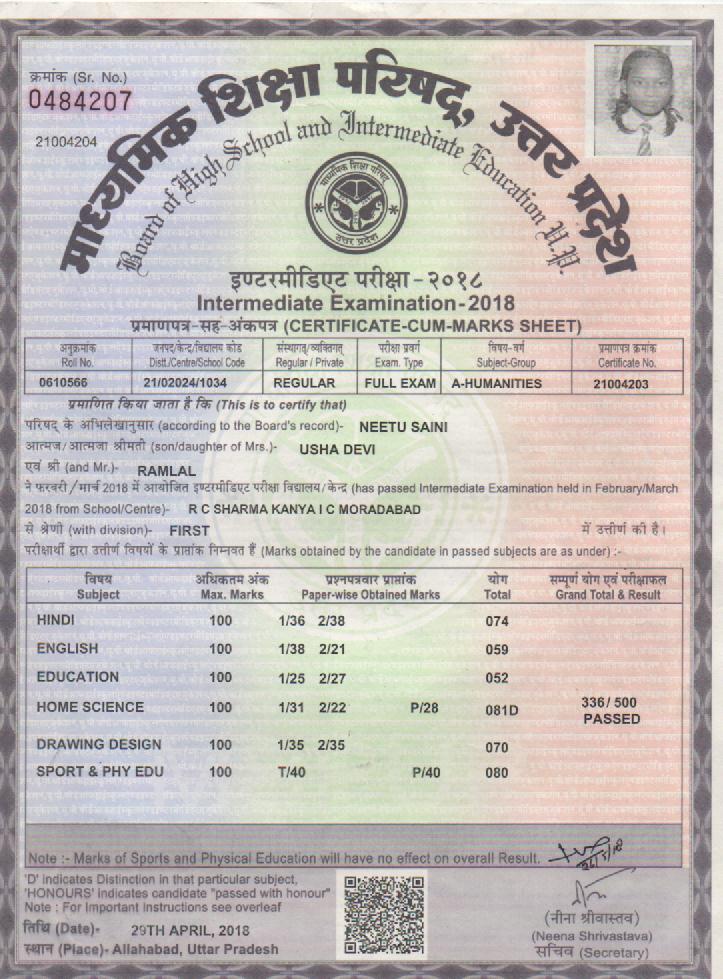 क्रमांक (Sr. No.)
0484207
21004204
माध्यमिक शिक्षा परिषद्, उत्तर प्रदेश
Board of High School and Intermediate Education U.P.
माध्यमिक शिक्षा परिषद
उत्तर प्रदेश
इण्टरमीडिएट परीक्षा-२०१८
Intermediate Examination-2018
प्रमाणपत्र-सह-अंकपत्र (CERTIFICATE-CUM-MARKS SHEET)
अनुक्रमांक जनपद/केन्द्र/विद्यालय कोड संस्थागत/व्यक्तिगत परीक्षा प्रवर्ग विषय-वर्ग प्रमाणपत्र क्रमांक
Roll No. Distt./Centre/School Code Regular / Private Exam. Type Subject-Group Certificate No.
0610566 21/02024/1034 REGULAR FULL EXAM A-HUMANITIES 21004203
प्रमाणित किया जाता है कि (This is to certify that)
परिषद् के अभिलेखानुसार (according to the Board's record)- NEETU SAINI
आत्मज/आत्मजा श्रीमती (son/daughter of Mrs.)- USHA DEVI
एवं श्री (and Mr.)- RAMLAL
ने फरवरी/मार्च 2018 में आयोजित इण्टरमीडिएट परीक्षा विद्यालय/केन्द्र (has passed Intermediate Examination held in February/March
2018 from School/Centre)- R C SHARMA KANYA I C MORADABAD
से श्रेणी (with division)- FIRST में उत्तीर्ण की है।
परीक्षार्थी द्वारा उत्तीर्ण विषयों के प्राप्तांक निम्नवत हैं (Marks obtained by the candidate in passed subjects are as under) :-
विषय अधिकतम अंक प्रश्नपत्रवार प्राप्तांक योग सम्पूर्ण योग एवं परीक्षाफल
Subject Max. Marks Paper-wise Obtained Marks Total Grand Total & Result
HINDI 100 1/36 2/38 074
ENGLISH 100 1/38 2/21 059
EDUCATION 100 1/25 2/27 052
HOME SCIENCE 100 1/31 2/22 P/28 081D 336/ 500
PASSED
DRAWING DESIGN 100 1/35 2/35 070
SPORT & PHY EDU 100 T/40 P/40 080
Note :- Marks of Sports and Physical Education will have no effect on overall Result.
'D' indicates Distinction in that particular subject,
'HONOURS' indicates candidate "passed with honour"
Note : For Important Instructions see overleaf
तिथि (Date)- 29TH APRIL, 2018
स्थान (Place)- Allahabad, Uttar Pradesh
(नीना श्रीवास्तव)
(Neena Shrivastava)
सचिव (Secretary)